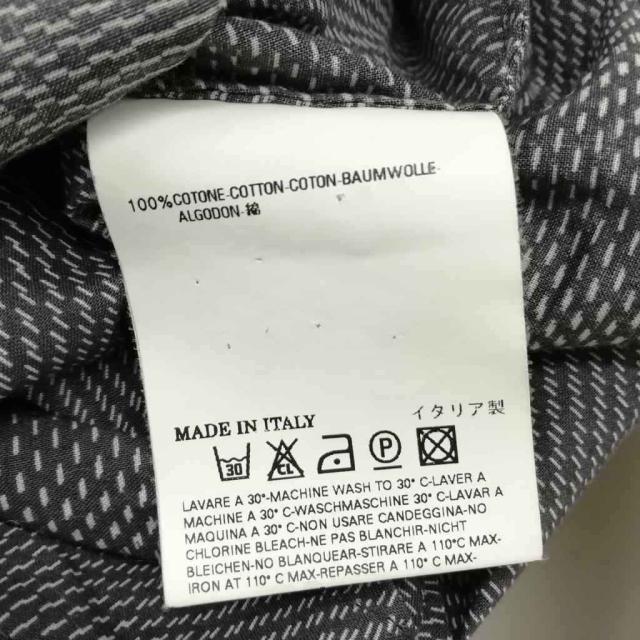 100%COTONE-COTTON-COTON-BAUMWOLLE-
ALGODON-綿
MADE IN ITALY
イタリア製
30 CL P
LAVARE A 30°-MACHINE WASH TO 30°-LAVER A
MACHINE A 30° C-WASCHMASCHINE 30° C-LAVAR A
MAQUINA A 30° C-NON USARE CANDEGGINA-NO
CHLORINE BLEACH-NE PAS BLANCHIR-NICHT
BLEICHEN-NO BLANQUEAR-STIRARE A 110°C MAX-
IRON AT 110° C MAX-REPASSER A 110° C MAX-